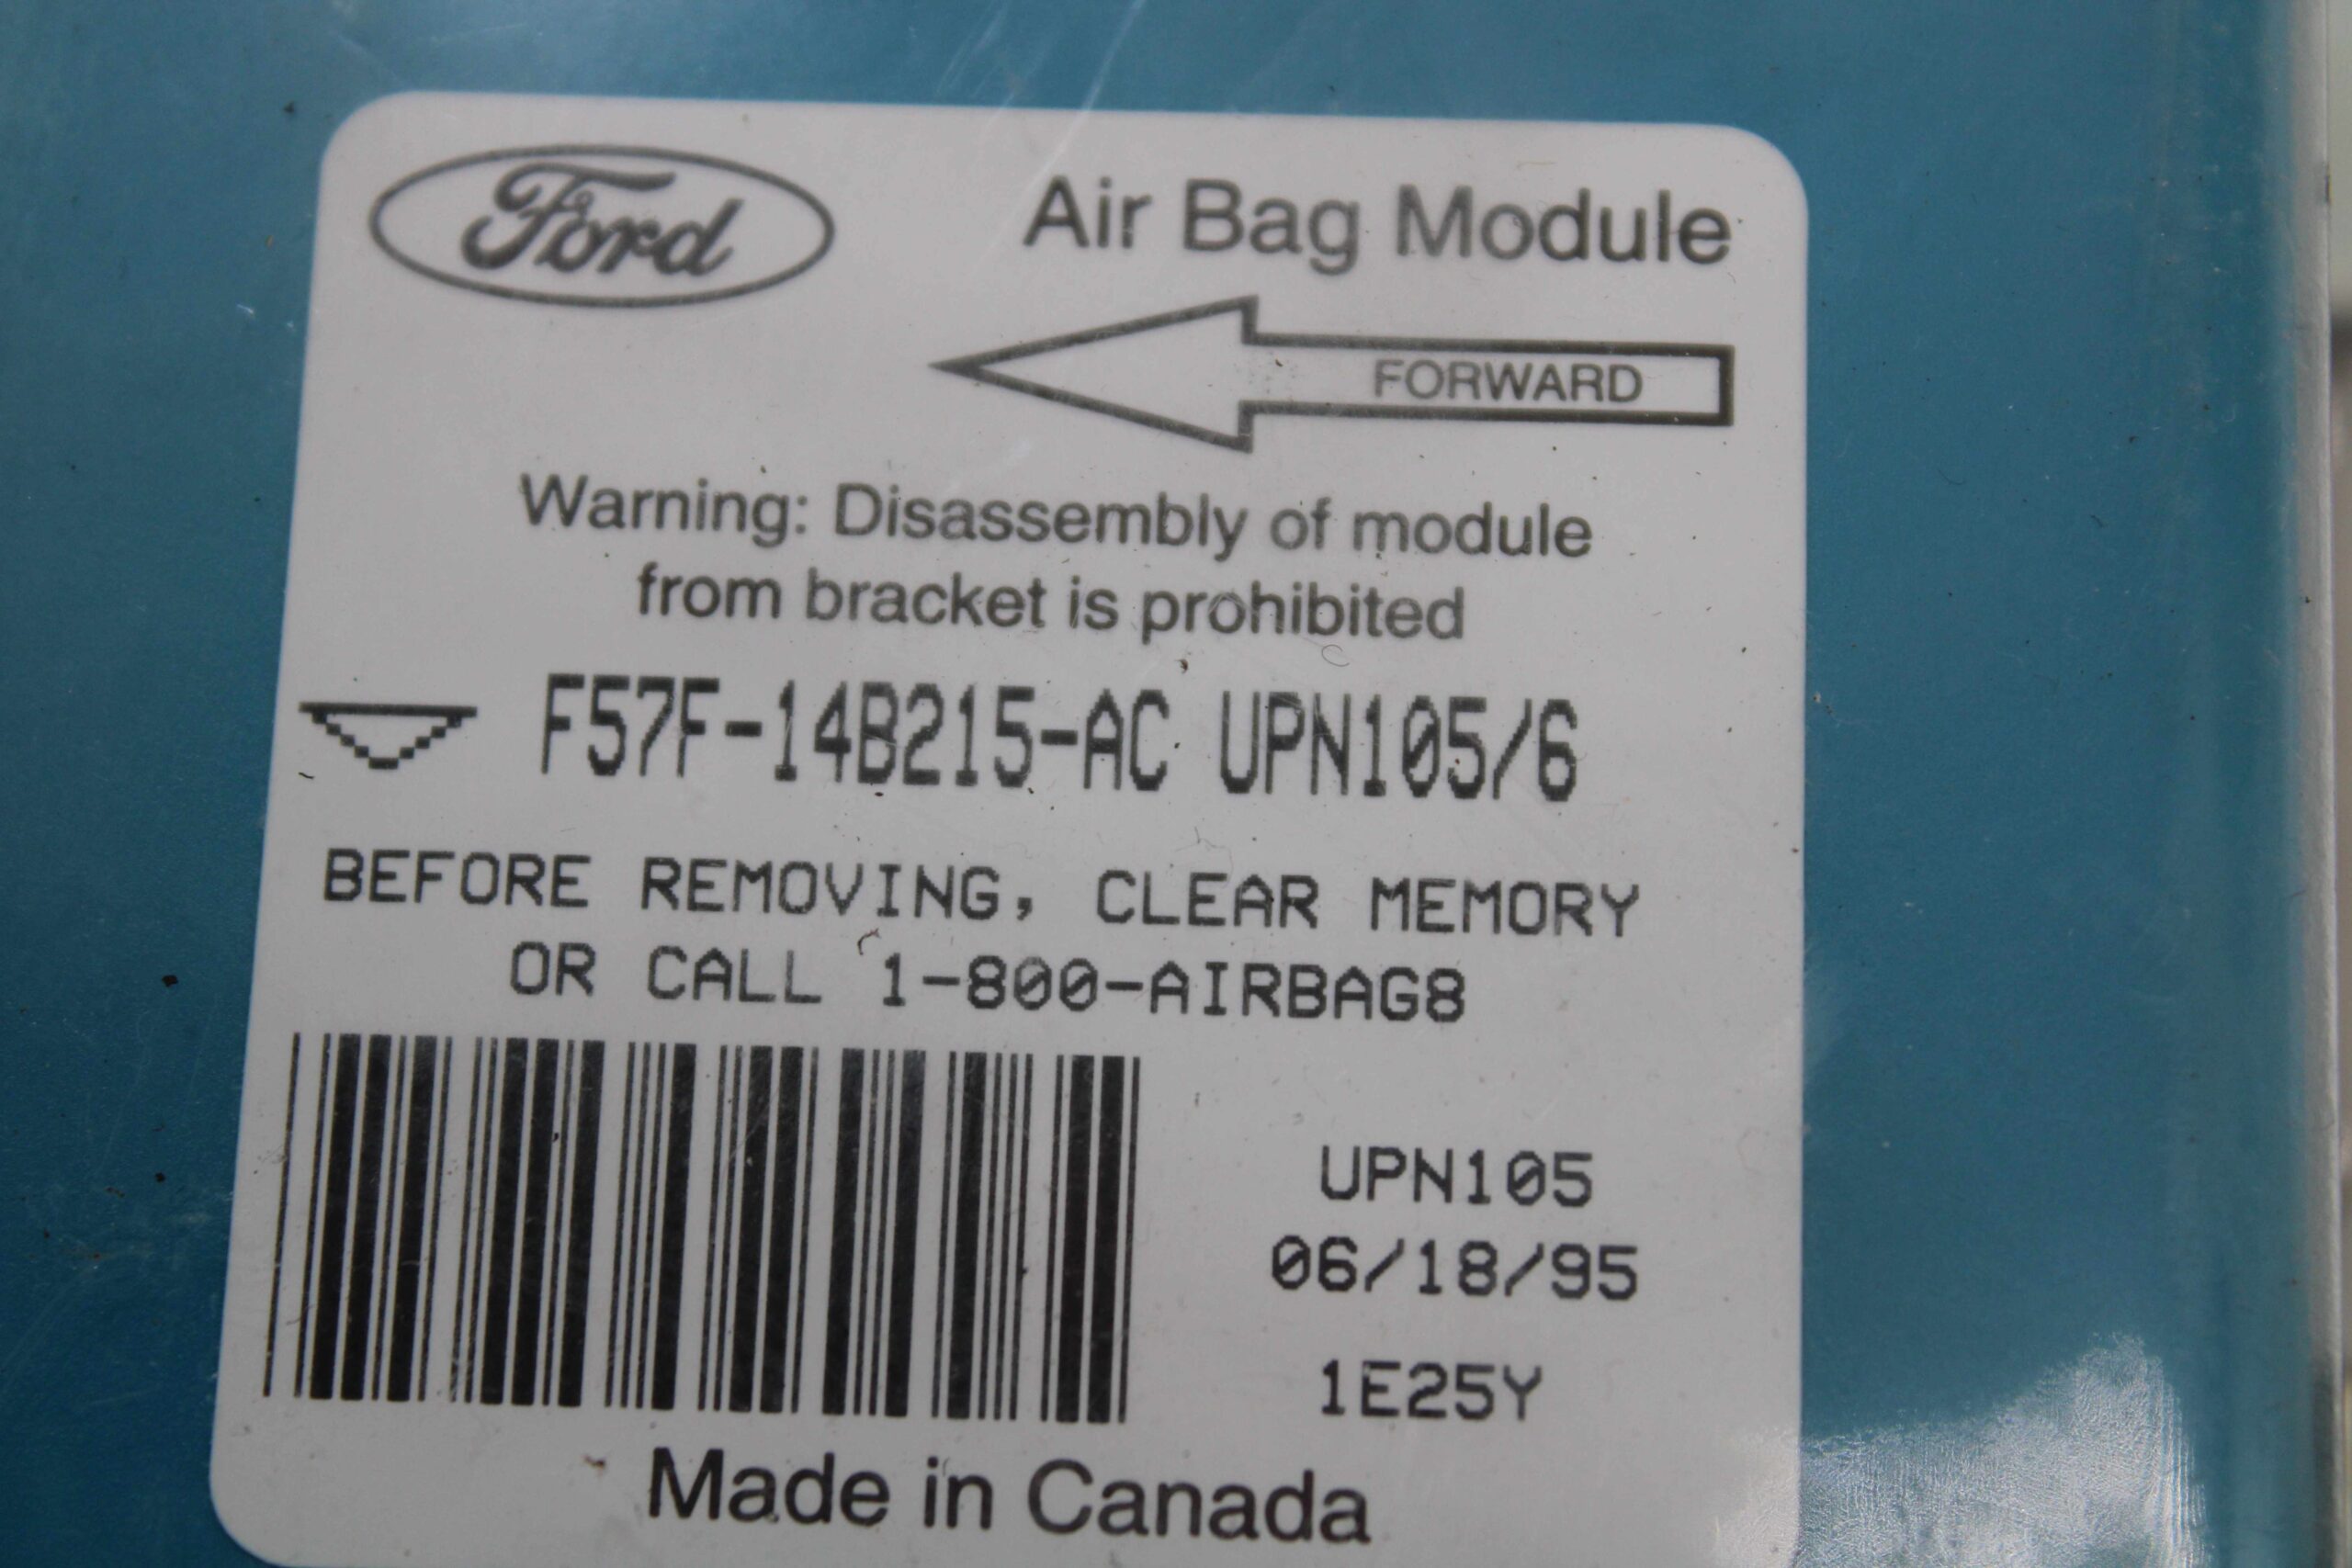 Ford
Air Bag Module
FORWARD
Warning: Disassembly of module
from bracket is prohibited
F57F-14B215-AC UPN105/6
BEFORE REMOVING, CLEAR MEMORY
OR CALL 1-800-AIRBAG8
UPN105
06/18/95
1E25Y
Made in Canada